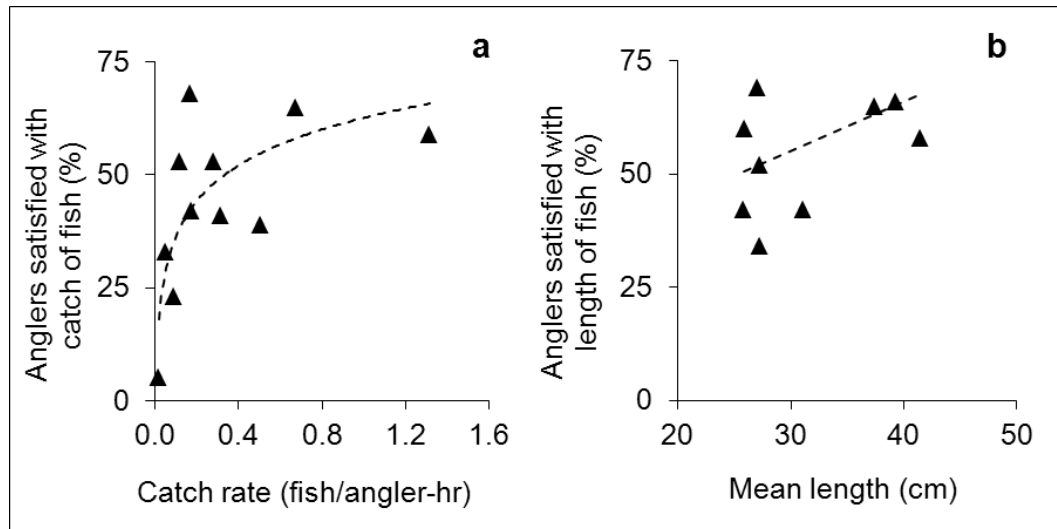 a
Anglers satisfied with
catch of fish (%)
75
50
25
0
0.0 0.4 0.8 1.2 1.6
Catch rate (fish/angler-hr)
b
Anglers satisfied with
length of fish (%)
75
50
25
0
20 30 40 50
Mean length (cm)